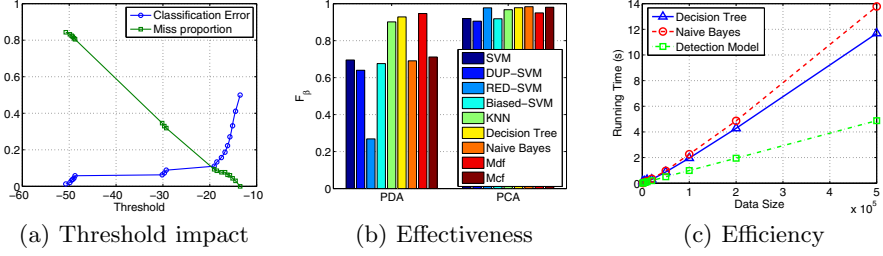 Classification Error
Miss proportion
0.8
0.6
0.4
0.2
0
−60
−50
−40
−30
−20
−10
Threshold
(a) Threshold impact
1
0.8
0.6
0.4
0.2
0
Fβ
SVM
DUP−SVM
RED−SVM
Biased−SVM
KNN
Decision Tree
Naive Bayes
Mdf
Mcf
PDA
PCA
(b) Effectiveness
Running Time (s)
14
12
10
8
6
4
2
0
Decision Tree
Naive Bayes
Detection Model
0
1
2
3
4
5
x 10^5
Data Size
(c) Efficiency